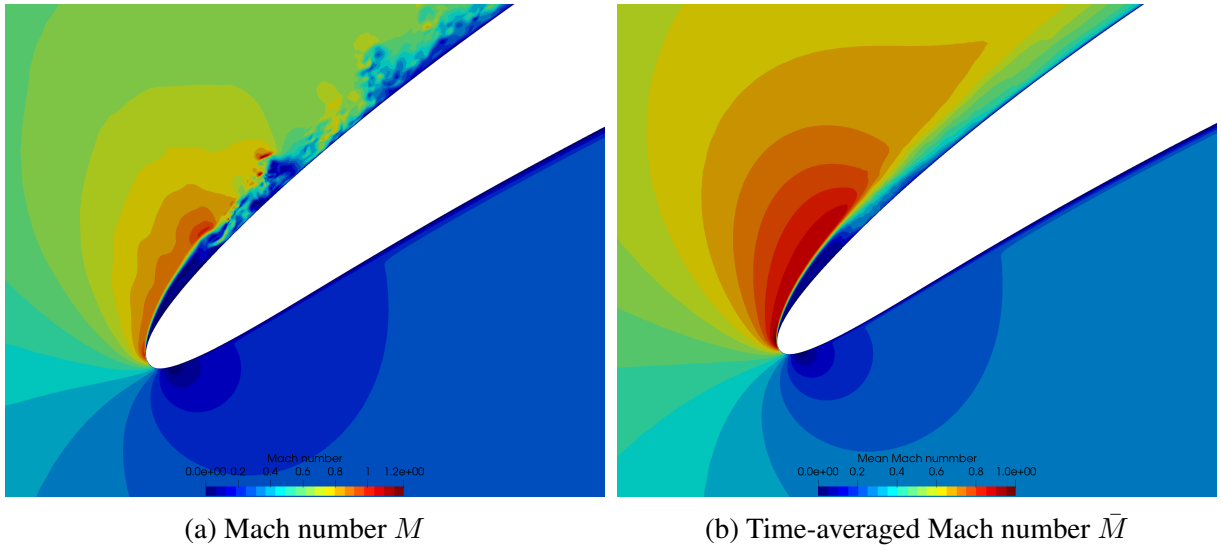 Mach number
0.0e+00 0.2 0.4 0.6 0.8 1 1.2e+00
Mean Mach nummber
0.0e+00 0.2 0.4 0.6 0.8 1.0e+00
(a) Mach number M
(b) Time-averaged Mach number M̄